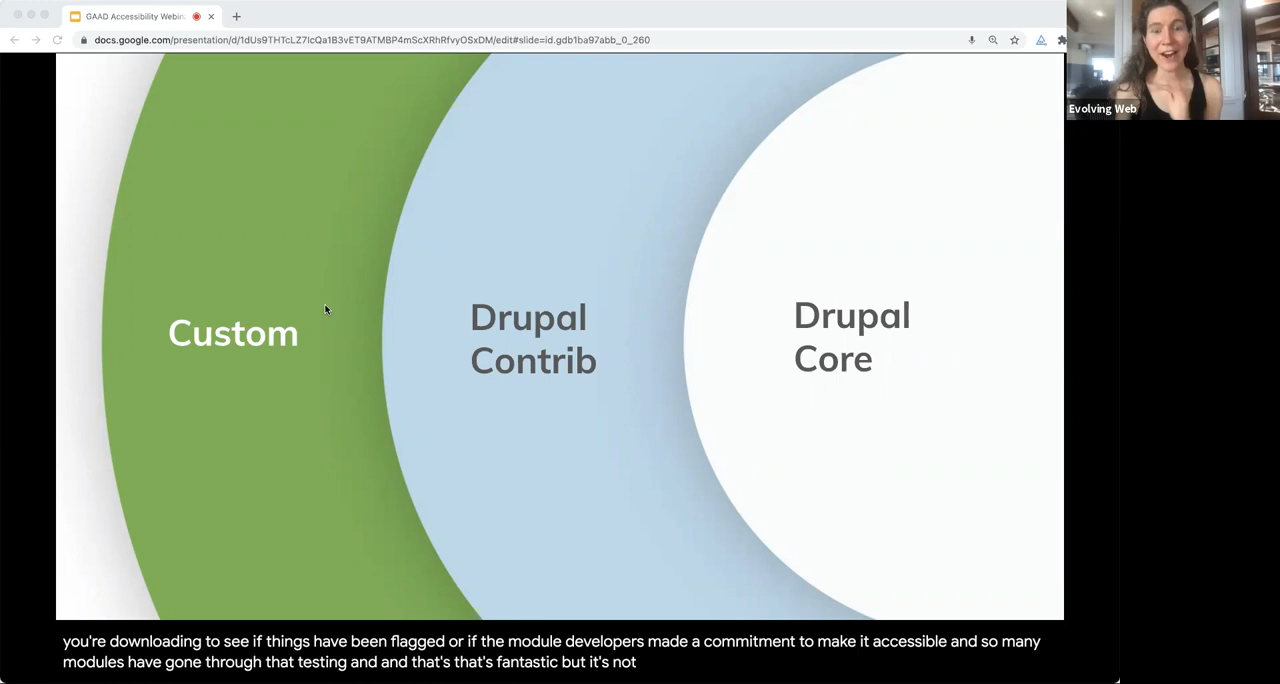 GAAD Accessibility Webin
docs.google.com/presentation/d/1dUs9THTcLZ7IcQa1B3vET9ATMBP4mScXRhRfvyOSxDM/edit#slide=id.gdb1ba97abb_0_260
Evolving Web
Custom
Drupal
Contrib
Drupal
Core
you're downloading to see if things have been flagged or if the module developers made a commitment to make it accessible and so many
modules have gone through that testing and and that's that's fantastic but it's not